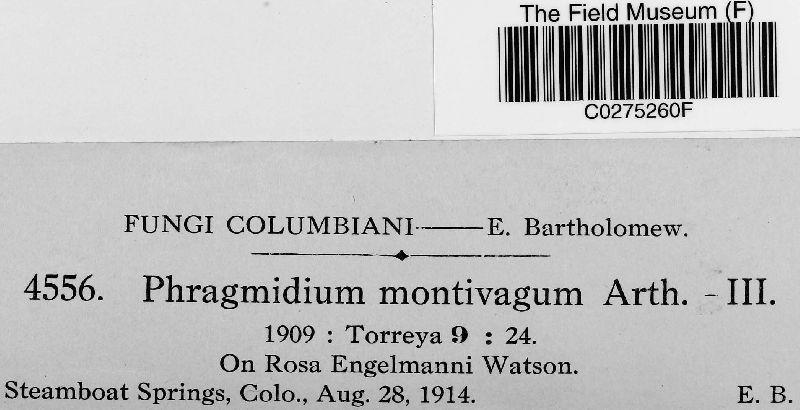 The Field Museum (F)
C0275260F
FUNGI COLUMBIANI——E. Bartholomew.
4556. Phragmidium montivagum Arth. - III.
1909 : Torreya 9 : 24.
On Rosa Engelmanni Watson.
Steamboat Springs, Colo., Aug. 28, 1914. E. B.